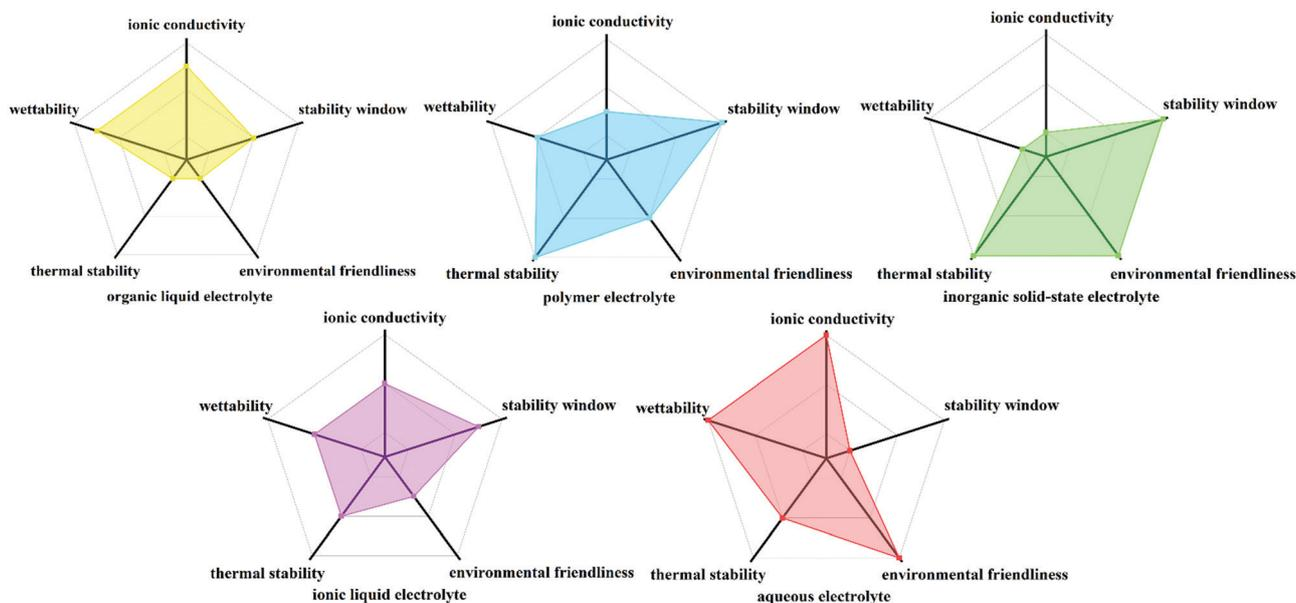 ionic conductivity
wettability
stability window
thermal stability
environmental friendliness
organic liquid electrolyte
ionic conductivity
wettability
stability window
thermal stability
environmental friendliness
polymer electrolyte
ionic conductivity
wettability
stability window
thermal stability
environmental friendliness
inorganic solid-state electrolyte
ionic conductivity
wettability
stability window
thermal stability
environmental friendliness
ionic liquid electrolyte
ionic conductivity
wettability
stability window
thermal stability
environmental friendliness
aqueous electrolyte